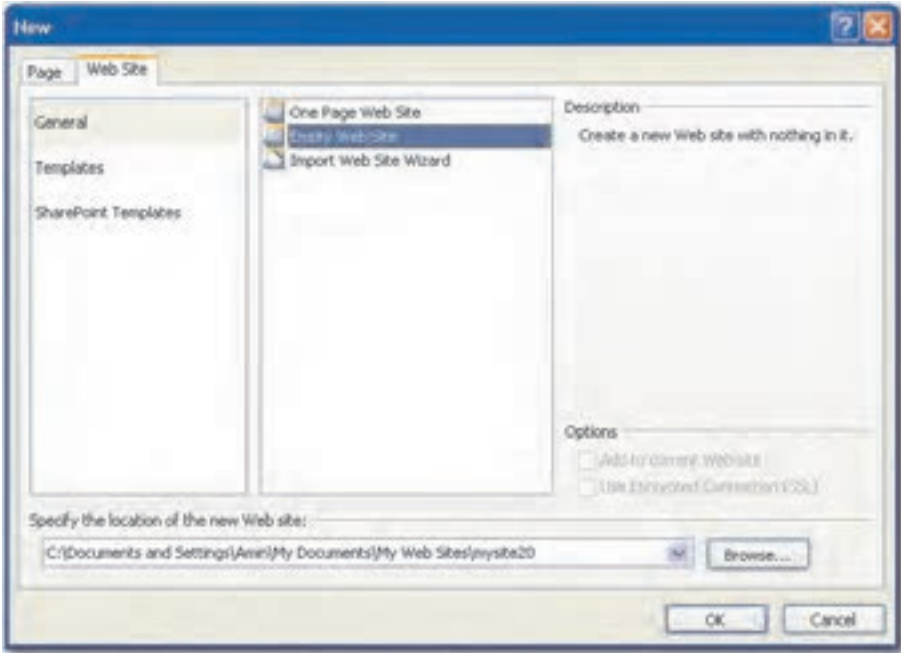 New
Page
Web Site
General
Templates
SharePoint Templates
One Page Web Site
Empty Web Site
Import Web Site Wizard
Description
Create a new Web site with nothing in it.
Options
Add to current Web site
Use Encrypted Connection (SSL)
Specify the location of the new Web site:
C:\Documents and Settings\Amin\My Documents\My Web Sites\mysite20
Browse...
OK
Cancel